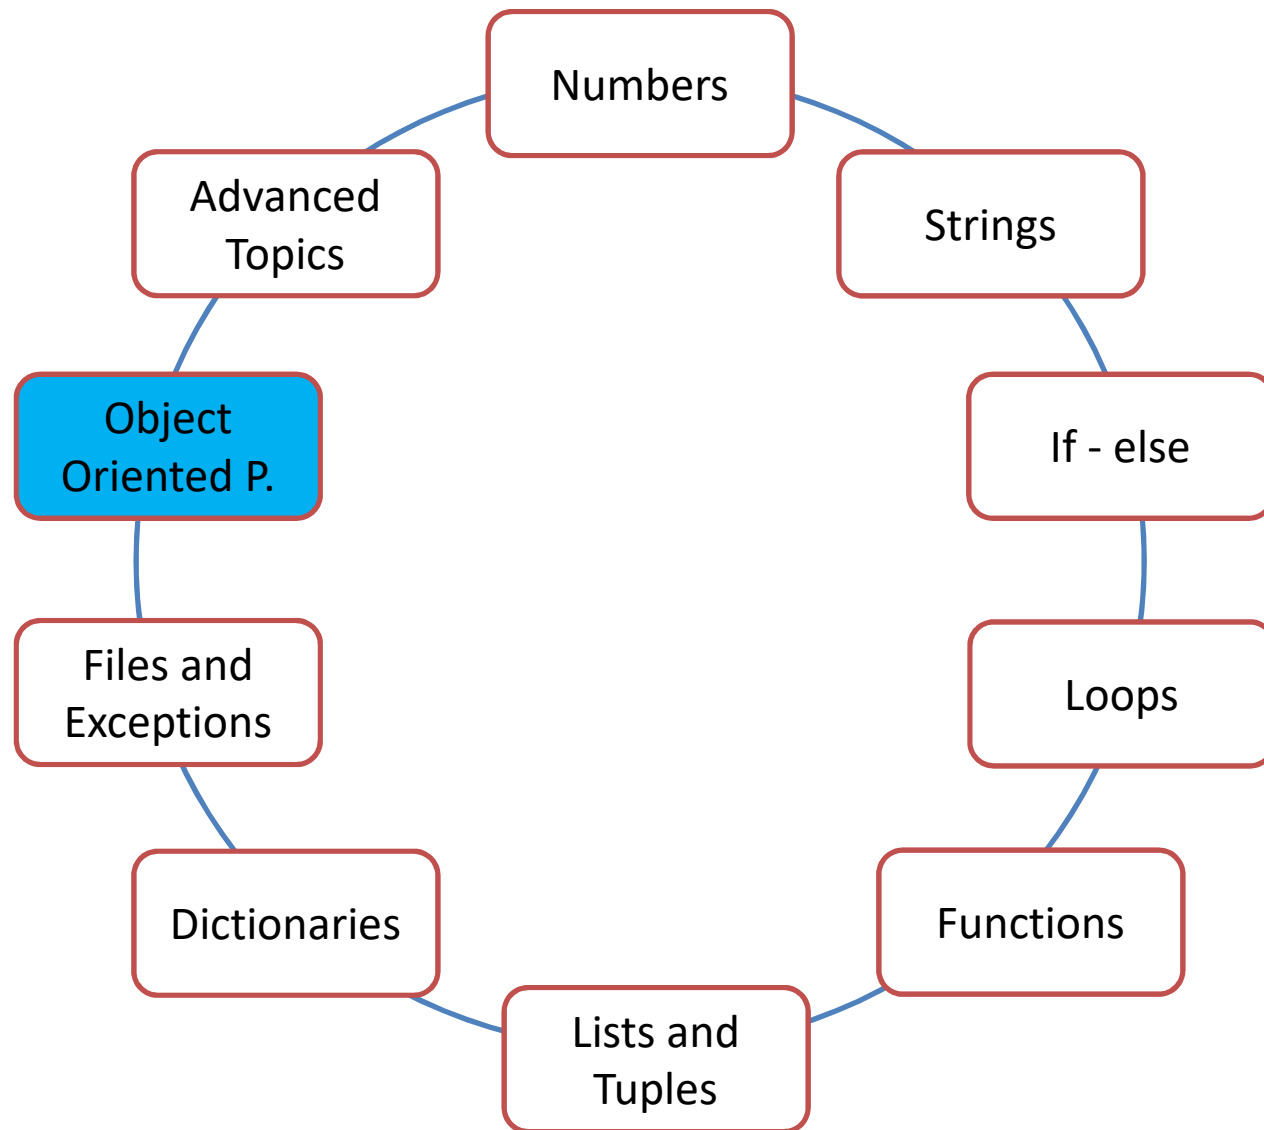 Numbers
Strings
If - else
Loops
Functions
Lists and
Tuples
Dictionaries
Files and
Exceptions
Object
Oriented P.
Advanced
Topics